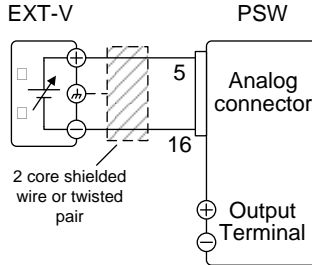 EXT-V
PSW
5
Analog
connector
16
2 core shielded
wire or twisted
pair
Output
Terminal